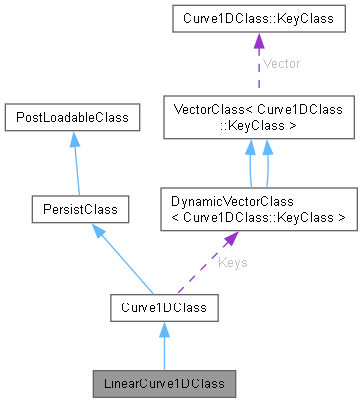 Curve1DClass::KeyClass
Vector
VectorClass< Curve1DClass
::KeyClass >
PostLoadableClass
PersistClass
DynamicVectorClass
< Curve1DClass::KeyClass >
Keys
Curve1DClass
LinearCurve1DClass